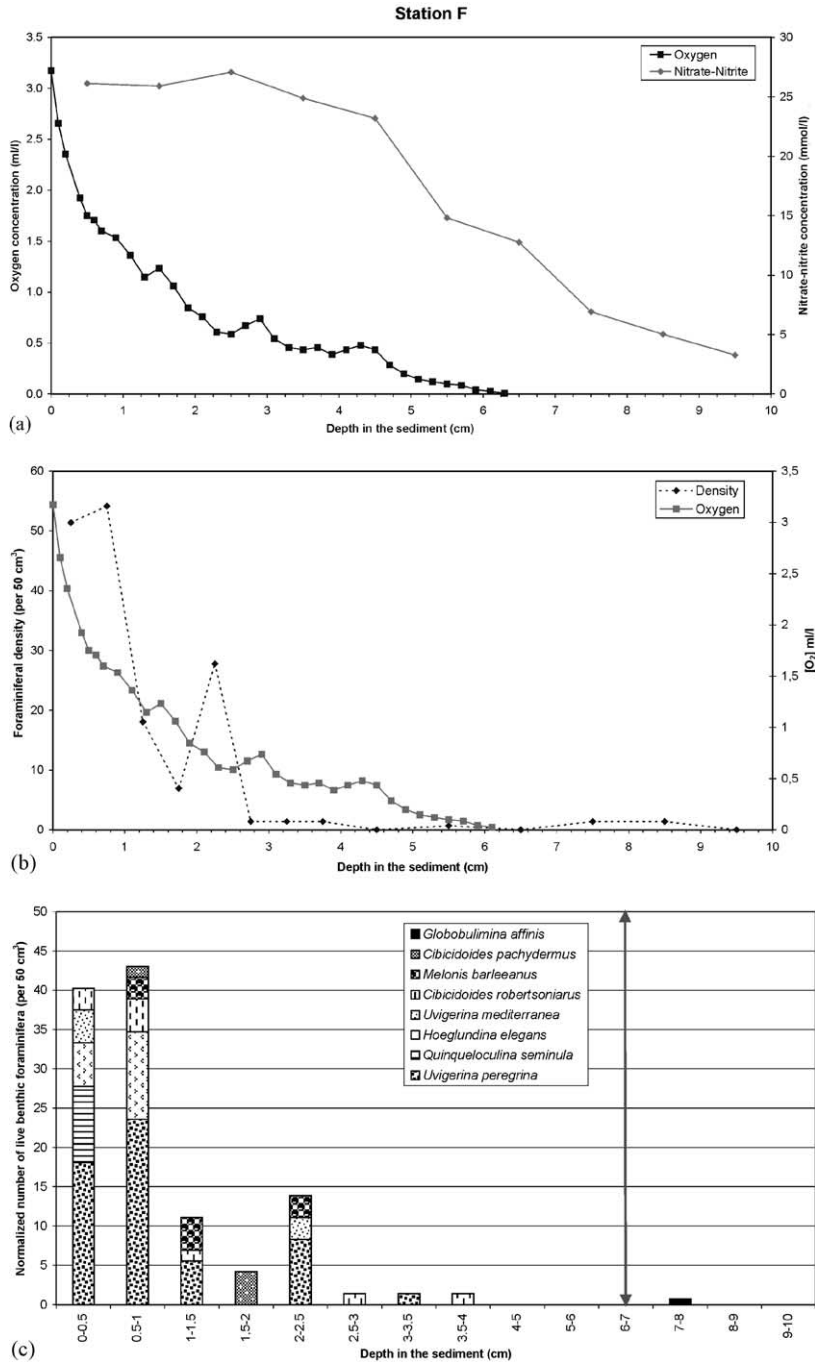 Station F
3.5
3.0
2.5
2.0
1.5
1.0
0.5
0.0
Oxygen concentration (ml/l)
Oxygen
Nitrate-Nitrite
30
25
20
15
10
5
0
Nitrate-nitrite concentration (mmol/l)
0 1 2 3 4 5 6 7 8 9 10
Depth in the sediment (cm)
(a)
60
50
40
30
20
10
0
Foraminiferal density (per 50 cm³)
Density
Oxygen
3,5
3
2,5
2
1,5
1
0,5
0
[O₂] ml/l
0 1 2 3 4 5 6 7 8 9 10
Depth in the sediment (cm)
(b)
50
45
40
35
30
25
20
15
10
5
0
Normalized number of live benthic foraminifera (per 50 cm³)
Globobulimina affinis
Cibicidoides pachydermus
Melonis barleeanus
Cibicidoides robertsoniarus
Uvigerina mediterranea
Hoeglundina elegans
Quinqueloculina seminula
Uvigerina peregrina
0-0.5 0.5-1 1-1.5 1.5-2 2-2.5 2.5-3 3-3.5 3.5-4 4-5 5-6 6-7 7-8 8-9 9-10
Depth in the sediment (cm)
(c)